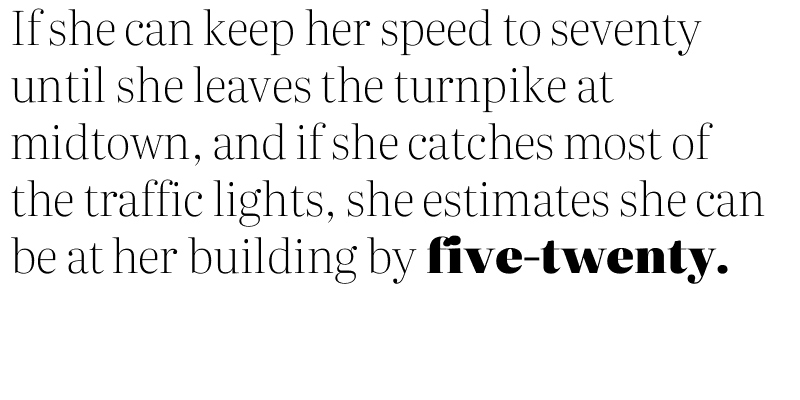 If she can keep her speed to seventy
until she leaves the turnpike at
midtown, and if she catches most of
the traffic lights, she estimates she can
be at her building by five-twenty.